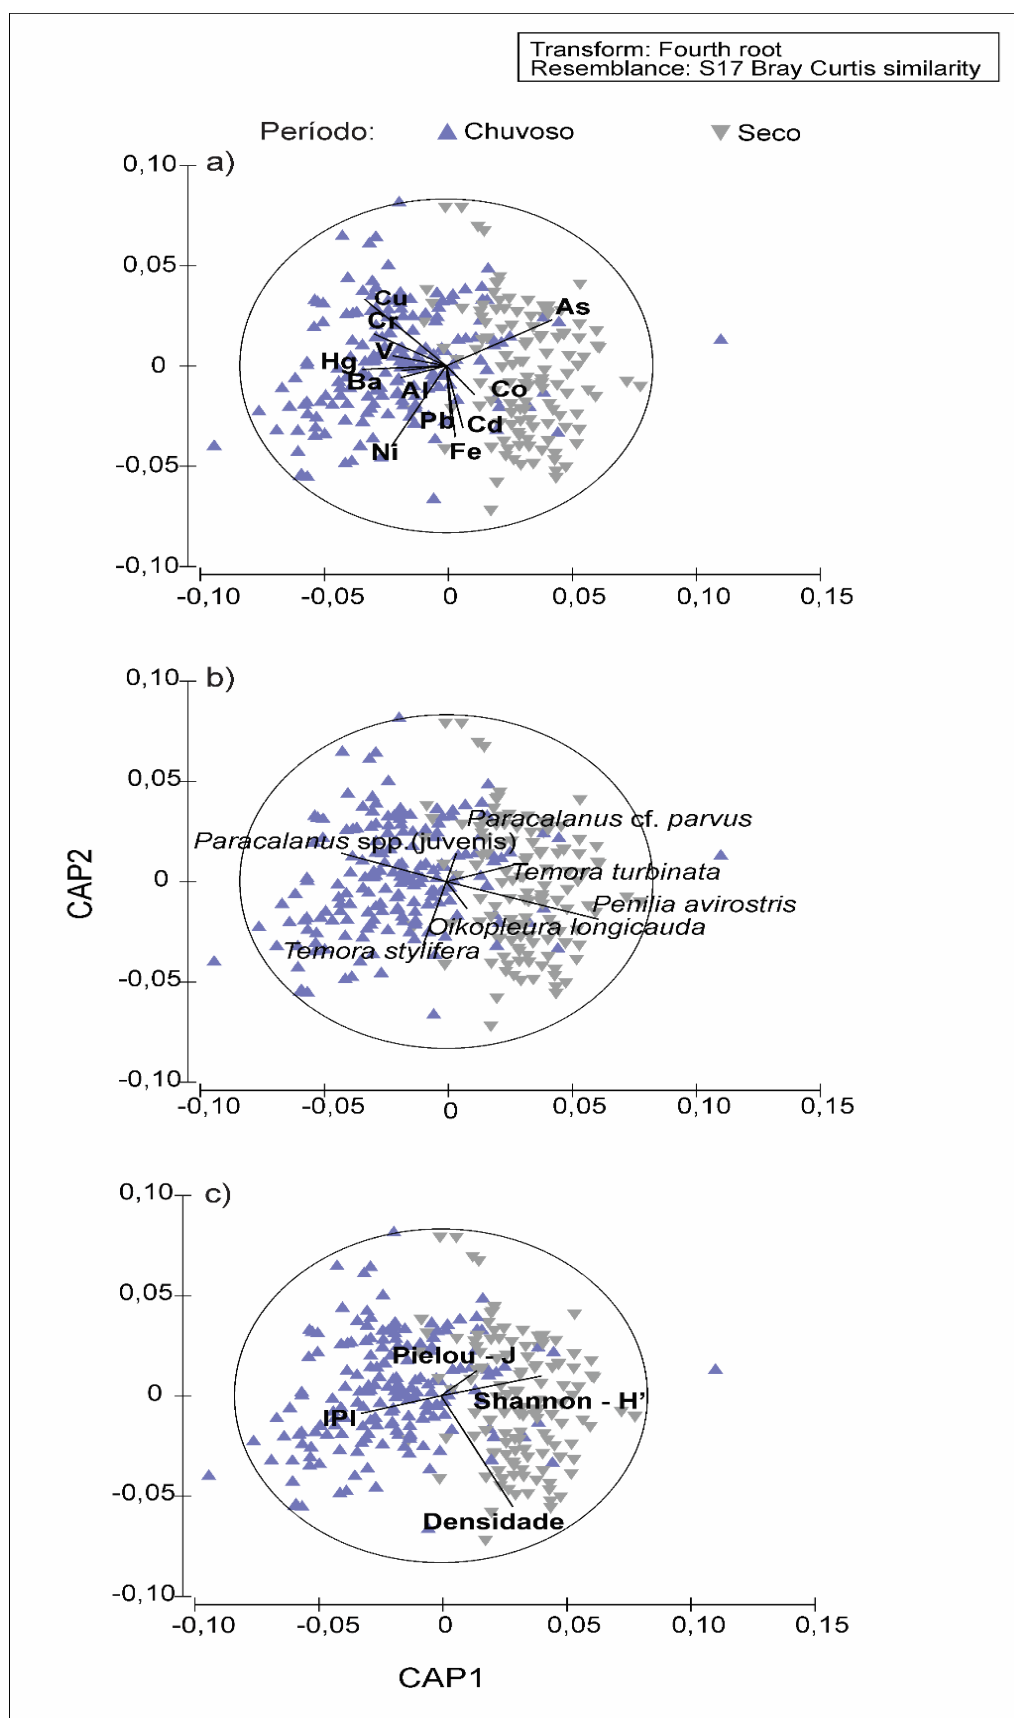 Transform: Fourth root
Resemblance: S17 Bray Curtis similarity
Período: Chuvoso Seco
a)
0,10
0,05
0
-0,05
-0,10
Cu
As
Cr
V
Hg
Ba
Al
Co
Pb
Cd
Ni
Fe
-0,10 -0,05 0 0,05 0,10 0,15
b)
0,10
0,05
0
-0,05
-0,10
Paracalanus cf. parvus
Paracalanus spp.(juvenis)
Temora turbinata
Penilia avirostris
Oikopleura longicauda
Temora stylifera
-0,10 -0,05 0 0,05 0,10 0,15
CAP2
c)
0,10
0,05
0
-0,05
-0,10
Pielou - J
Shannon - H’
IPI
Densidade
-0,10 -0,05 0 0,05 0,10 0,15
CAP1